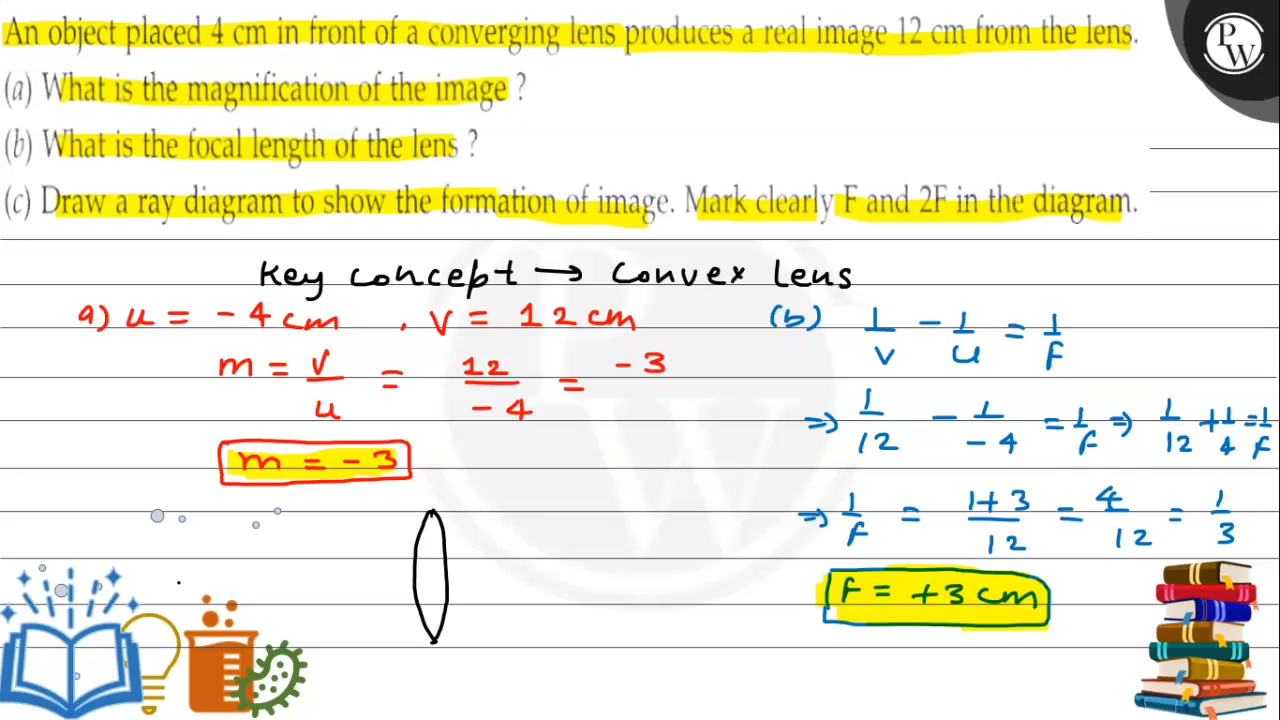 An object placed 4 cm in front of a converging lens produces a real image 12 cm from the lens.
(a) What is the magnification of the image ?
(b) What is the focal length of the lens ?
(c) Draw a ray diagram to show the formation of image. Mark clearly F and 2F in the diagram.
PW
Key concept → Convex lens
a) u = - 4 cm , v = 12 cm
m = v/u = 12/-4 = -3
m = -3
(b) 1/v - 1/u = 1/F
⇒ 1/12 - 1/-4 = 1/F ⇒ 1/12 + 1/4 = 1/F
⇒ 1/F = 1+3/12 = 4/12 = 1/3
F = +3 cm